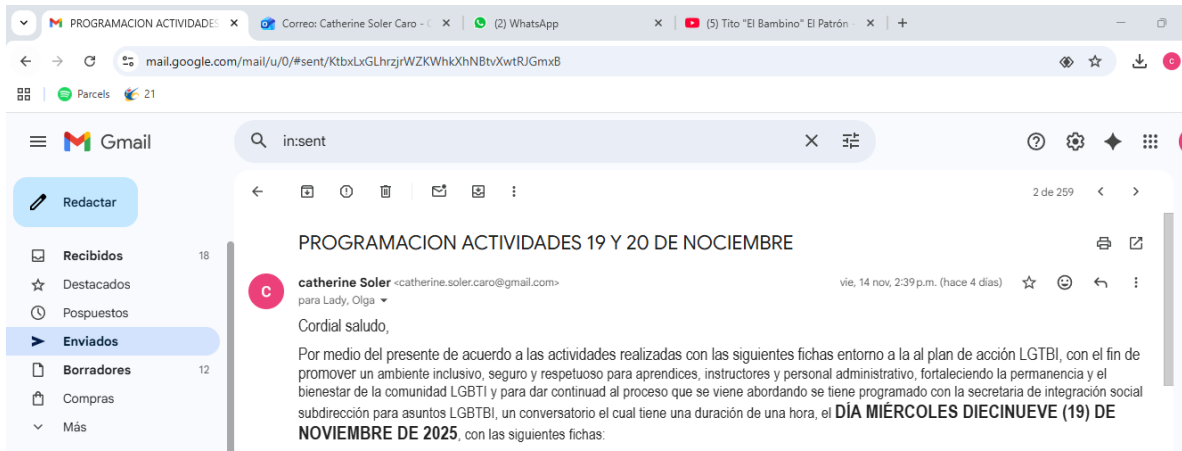 PROGRAMACION ACTIVIDADES
Correo: Catherine Soler Caro - C
(2) WhatsApp
(5) Tito "El Bambino" El Patrón -
mail.google.com/mail/u/0/#sent/KtbxLxGLhrzjrWZKWhkXhNBtvXwtRJGmxB
C
Parcels
21
Gmail
in:sent
Redactar
2 de 259
PROGRAMACION ACTIVIDADES 19 Y 20 DE NOCIEMBRE
Recibidos 18
Destacados
Pospuestos
Enviados
Borradores 12
Compras
Más
C
catherine Soler <catherine.soler.caro@gmail.com>
vie, 14 nov, 2:39 p.m. (hace 4 días)
para Lady, Olga
Cordial saludo,
Por medio del presente de acuerdo a las actividades realizadas con las siguientes fichas entorno a la al plan de acción LGTBI, con el fin de
promover un ambiente inclusivo, seguro y respetuoso para aprendices, instructores y personal administrativo, fortaleciendo la permanencia y el
bienestar de la comunidad LGBTI y para dar continuad al proceso que se viene abordando se tiene programado con la secretaria de integración social
subdirección para asuntos LGBTBI, un conversatorio el cual tiene una duración de una hora, el DÍA MIÉRCOLES DIECINUEVE (19) DE
NOVIEMBRE DE 2025, con las siguientes fichas: